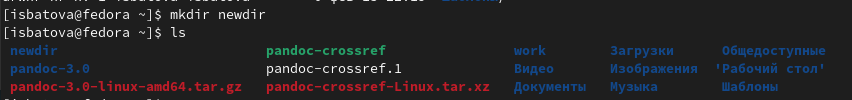 [isbatova@fedora ~]$ mkdir newdir
[isbatova@fedora ~]$ ls
newdir pandoc-crossref work Загрузки Общедоступные
pandoc-3.0 pandoc-crossref.1 Видео Изображения 'Рабочий стол'
pandoc-3.0-linux-amd64.tar.gz pandoc-crossref-Linux.tar.xz Документы Музыка Шаблоны